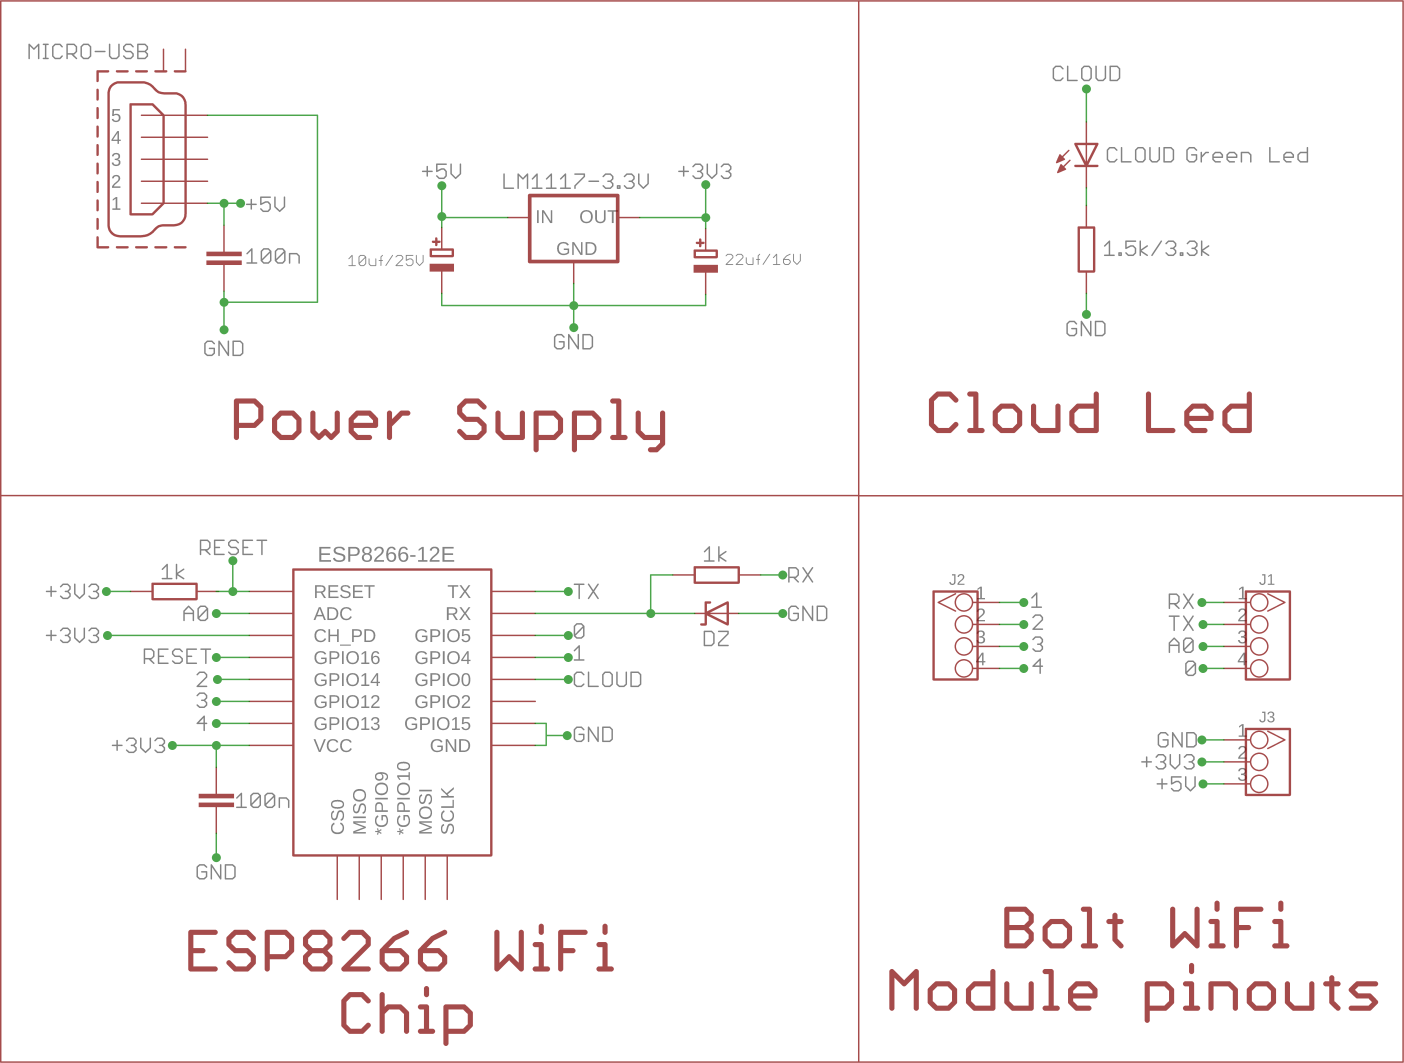 MICRO-USB
5
4
3
2
1
+5V
100n
GND
+5V
LM1117-3.3V
+3V3
IN OUT
GND
10uf/25V
22uf/16V
GND
Power Supply
CLOUD
CLOUD Green Led
1.5k/3.3k
GND
Cloud Led
RESET
ESP8266-12E
1k
+3V3
RESET
A0
ADC
+3V3
CH_PD
RESET
GPIO16
2
GPIO14
3
GPIO12
4
GPIO13
+3V3
VCC
100n
GND
TX
TX
RX
GPIO5
0
GPIO4
1
GPIO0
CLOUD
GPIO2
GPIO15
GND
GND
1k
RX
DZ
GND
CS0
MISO
*GPIO9
*GPIO10
MOSI
SCLK
ESP8266 WiFi
Chip
J2
1 1
2 2
3 3
4 4
J1
RX 1
TX 2
A0 3
0 4
J3
GND 1
+3V3 2
+5V 3
Bolt WiFi
Module pinouts